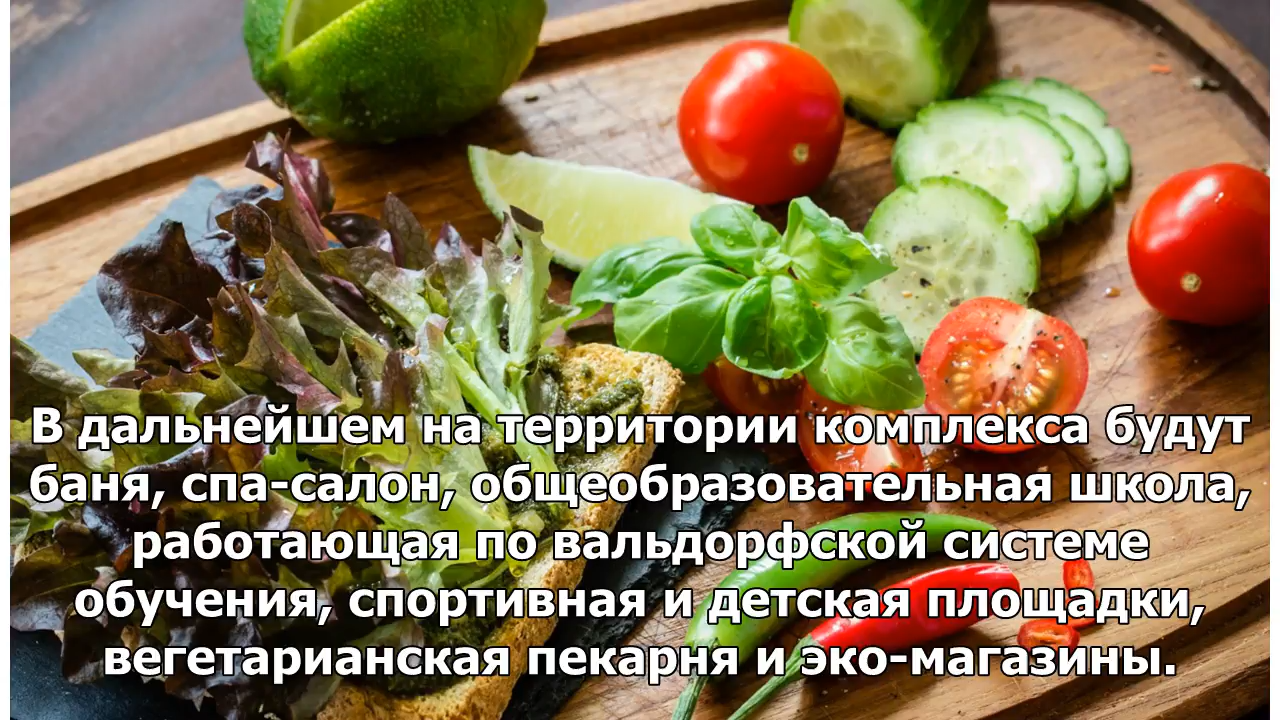 В дальнейшем на территории комплекса будут
баня, спа-салон, общеобразовательная школа,
работающая по вальдорфской системе
обучения, спортивная и детская площадки,
вегетарианская пекарня и эко-магазины.